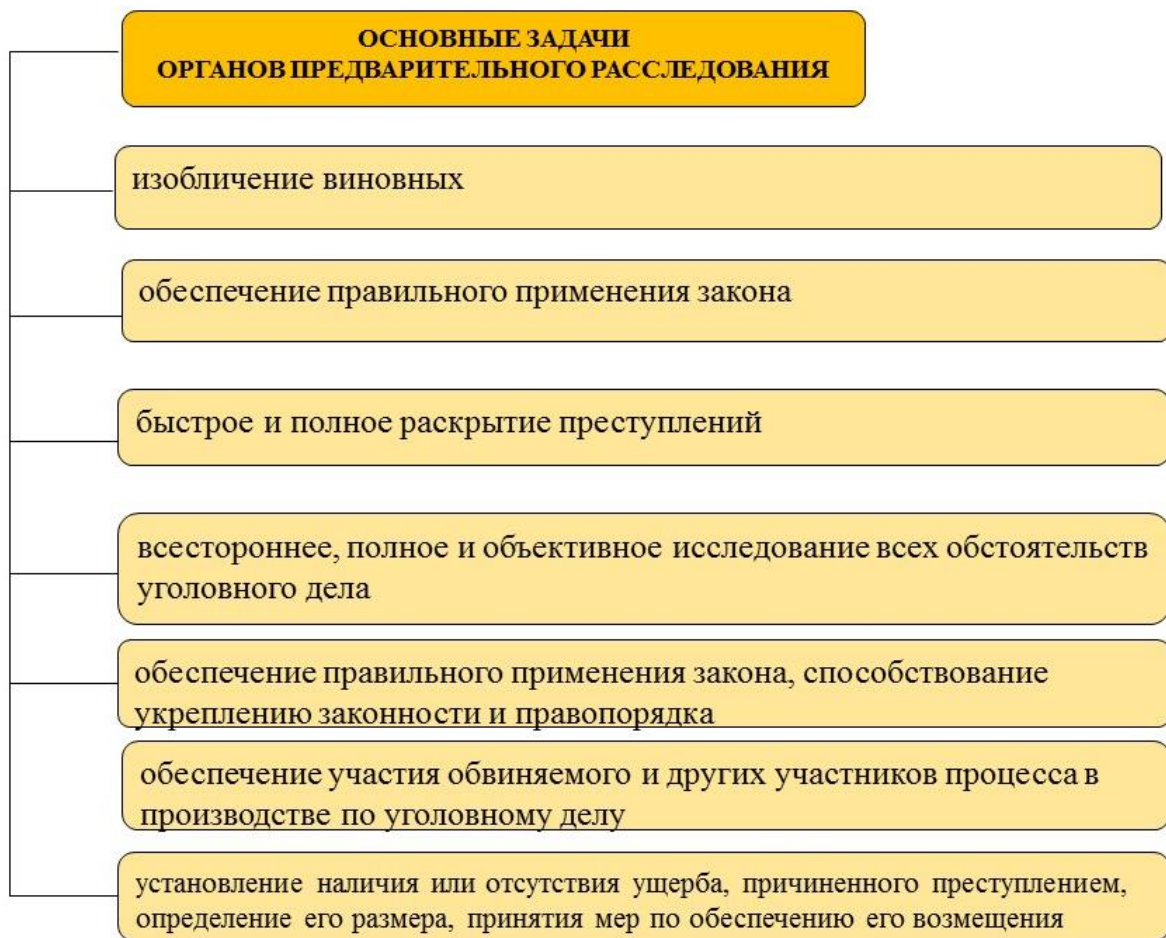 ОСНОВНЫЕ ЗАДАЧИ
ОРГАНОВ ПРЕДВАРИТЕЛЬНОГО РАССЛЕДОВАНИЯ
изобличение виновных
обеспечение правильного применения закона
быстрое и полное раскрытие преступлений
всестороннее, полное и объективное исследование всех обстоятельств
уголовного дела
обеспечение правильного применения закона, способствование
укреплению законности и правопорядка
обеспечение участия обвиняемого и других участников процесса в
производстве по уголовному делу
установление наличия или отсутствия ущерба, причиненного преступлением,
определение его размера, принятия мер по обеспечению его возмещения